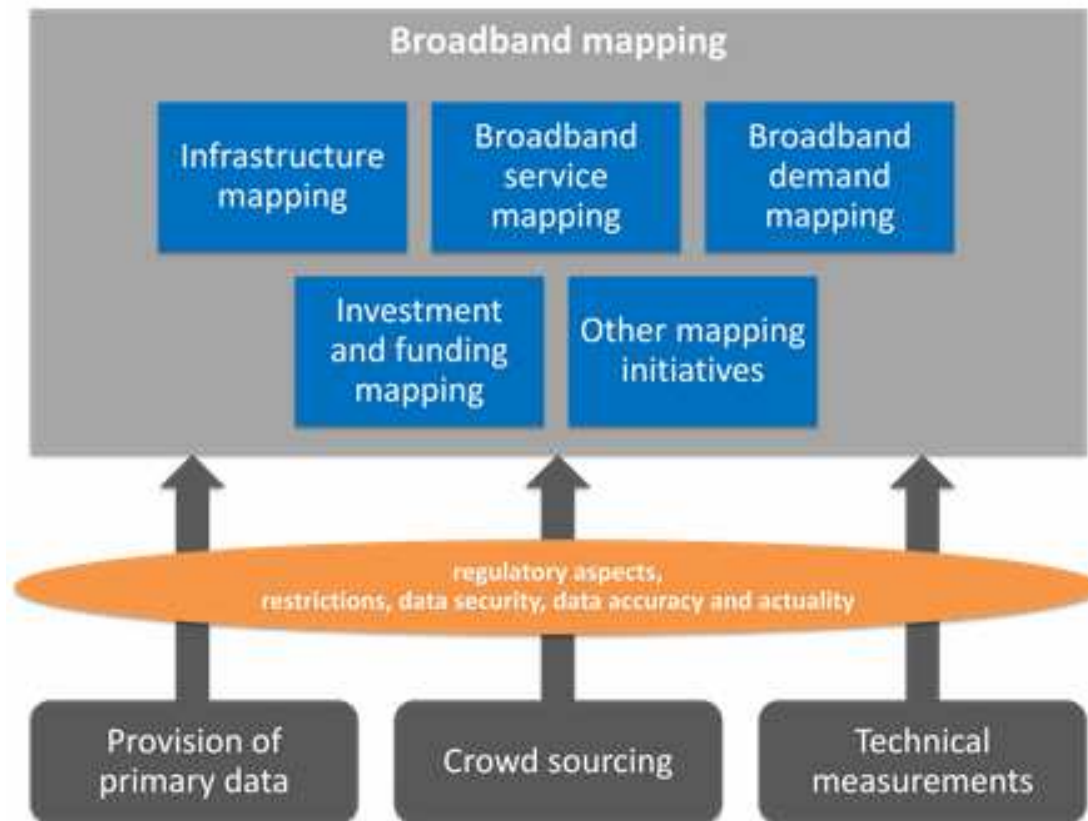 Broadband mapping
Infrastructure
mapping
Broadband
service
mapping
Broadband
demand
mapping
Investment
and funding
mapping
Other mapping
initiatives
regulatory aspects,
restrictions, data security, data accuracy and actuality
Provision of
primary data
Crowd sourcing
Technical
measurements